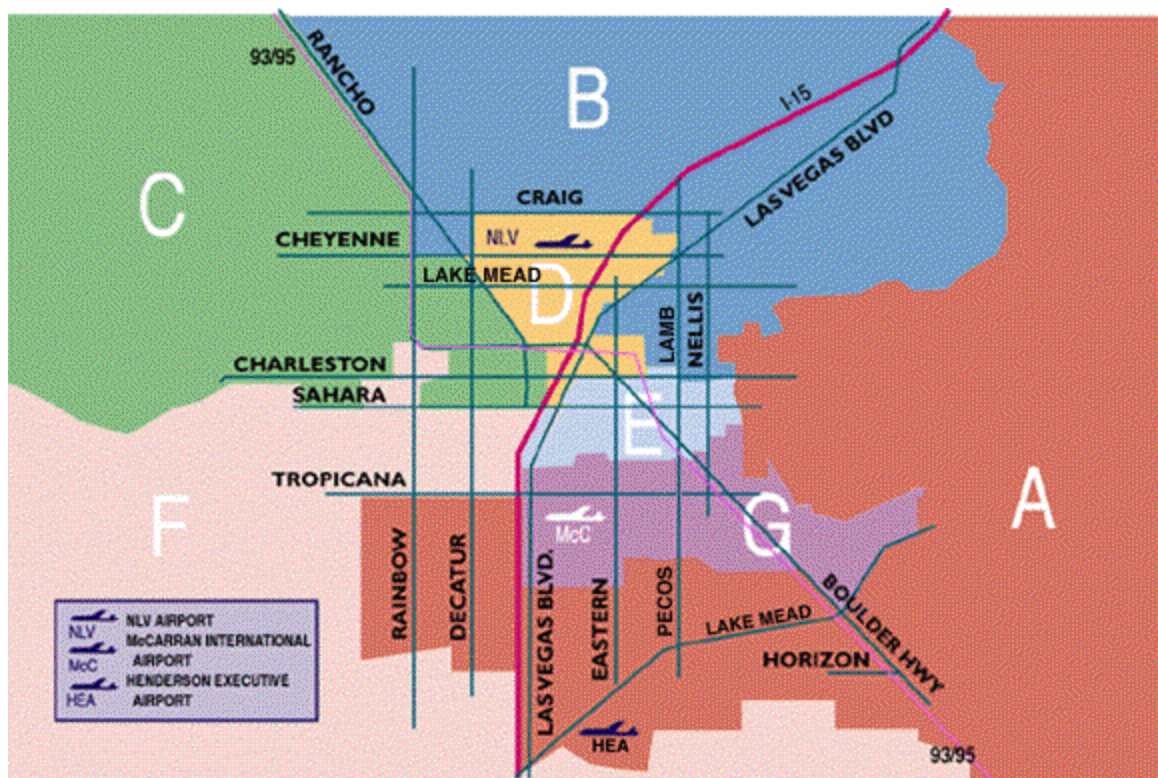 93/95
RANCHO
B
I-15
LAS VEGAS BLVD
C
CRAIG
CHEYENNE
NLV
LAKE MEAD
D
LAMB
NELLIS
CHARLESTON
SAHARA
E
TROPICANA
F
McC
G
A
RAINBOW
DECATUR
LAS VEGAS BLVD.
EASTERN
PECOS
LAKE MEAD
BOULDER HWY
HORIZON
HEA
93/95
NLV NLV AIRPORT
McC McCARRAN INTERNATIONAL
AIRPORT
HEA HENDERSON EXECUTIVE
AIRPORT